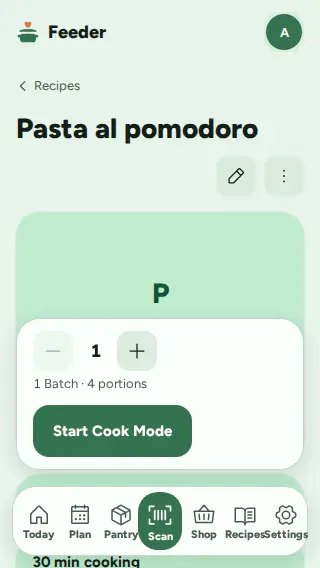 Feeder
A
Recipes
Pasta al pomodoro
P
1
1 Batch · 4 portions
Start Cook Mode
Today
Plan
Pantry
Scan
Shop
Recipes
Settings
30 min cooking